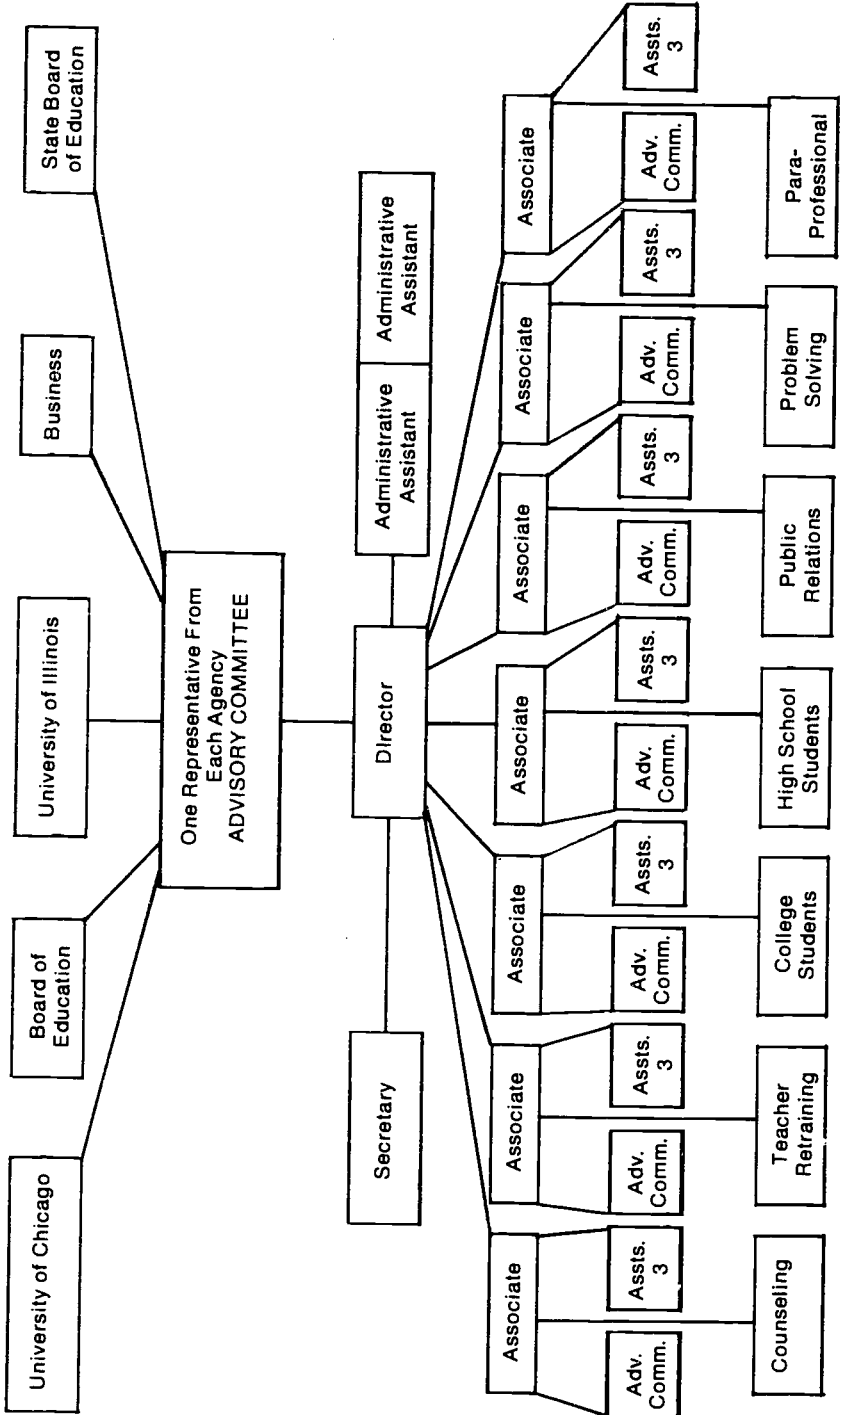 University of Chicago
Board of
Education
University of Illinois
Business
State Board
of Education
One Representative From
Each Agency
ADVISORY COMMITTEE
Secretary
Director
Administrative
Assistant
Administrative
Assistant
Associate
Associate
Associate
Associate
Associate
Associate
Associate
Adv.
Comm.
Assts.
3
Adv.
Comm.
Assts.
3
Adv.
Comm.
Assts.
3
Adv.
Comm.
Assts.
3
Adv.
Comm.
Assts.
3
Adv.
Comm.
Assts.
3
Adv.
Comm.
Assts.
3
Counseling
Teacher
Retraining
College
Students
High School
Students
Public
Relations
Problem
Solving
Para-
Professional